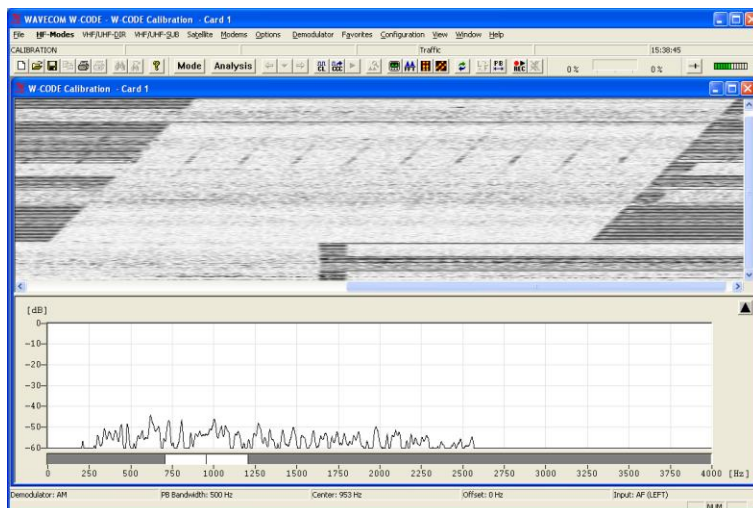 WAVECOM W-CODE - W-CODE Calibration - Card 1
File HF-Modes VHF/UHF-DIR VHF/UHF-SUB Satellite Modems Options Demodulator Favorites Configuration View Window Help
CALIBRATION Traffic 15:38:45
Mode Analysis 0 % 0 %
W-CODE Calibration - Card 1
[dB]
0
-10
-20
-30
-40
-50
-60
0 250 500 750 1000 1250 1500 1750 2000 2250 2500 2750 3000 3250 3500 3750 4000 [Hz]
Demodulator: AM PB Bandwidth: 500 Hz Center: 953 Hz Offset: 0 Hz Input: AF (LEFT)
NUM